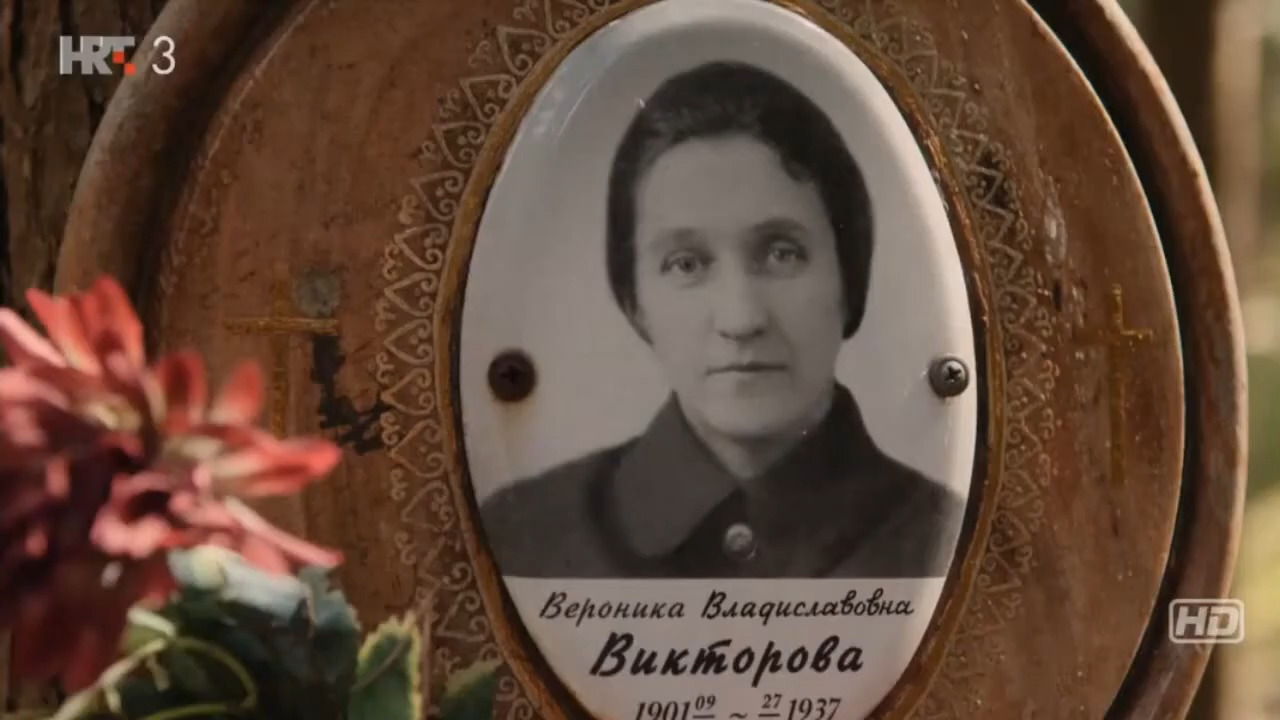 HRT 3
Вероника Владиславовна
Викторова
1901 09 ~ 27 1937
HD